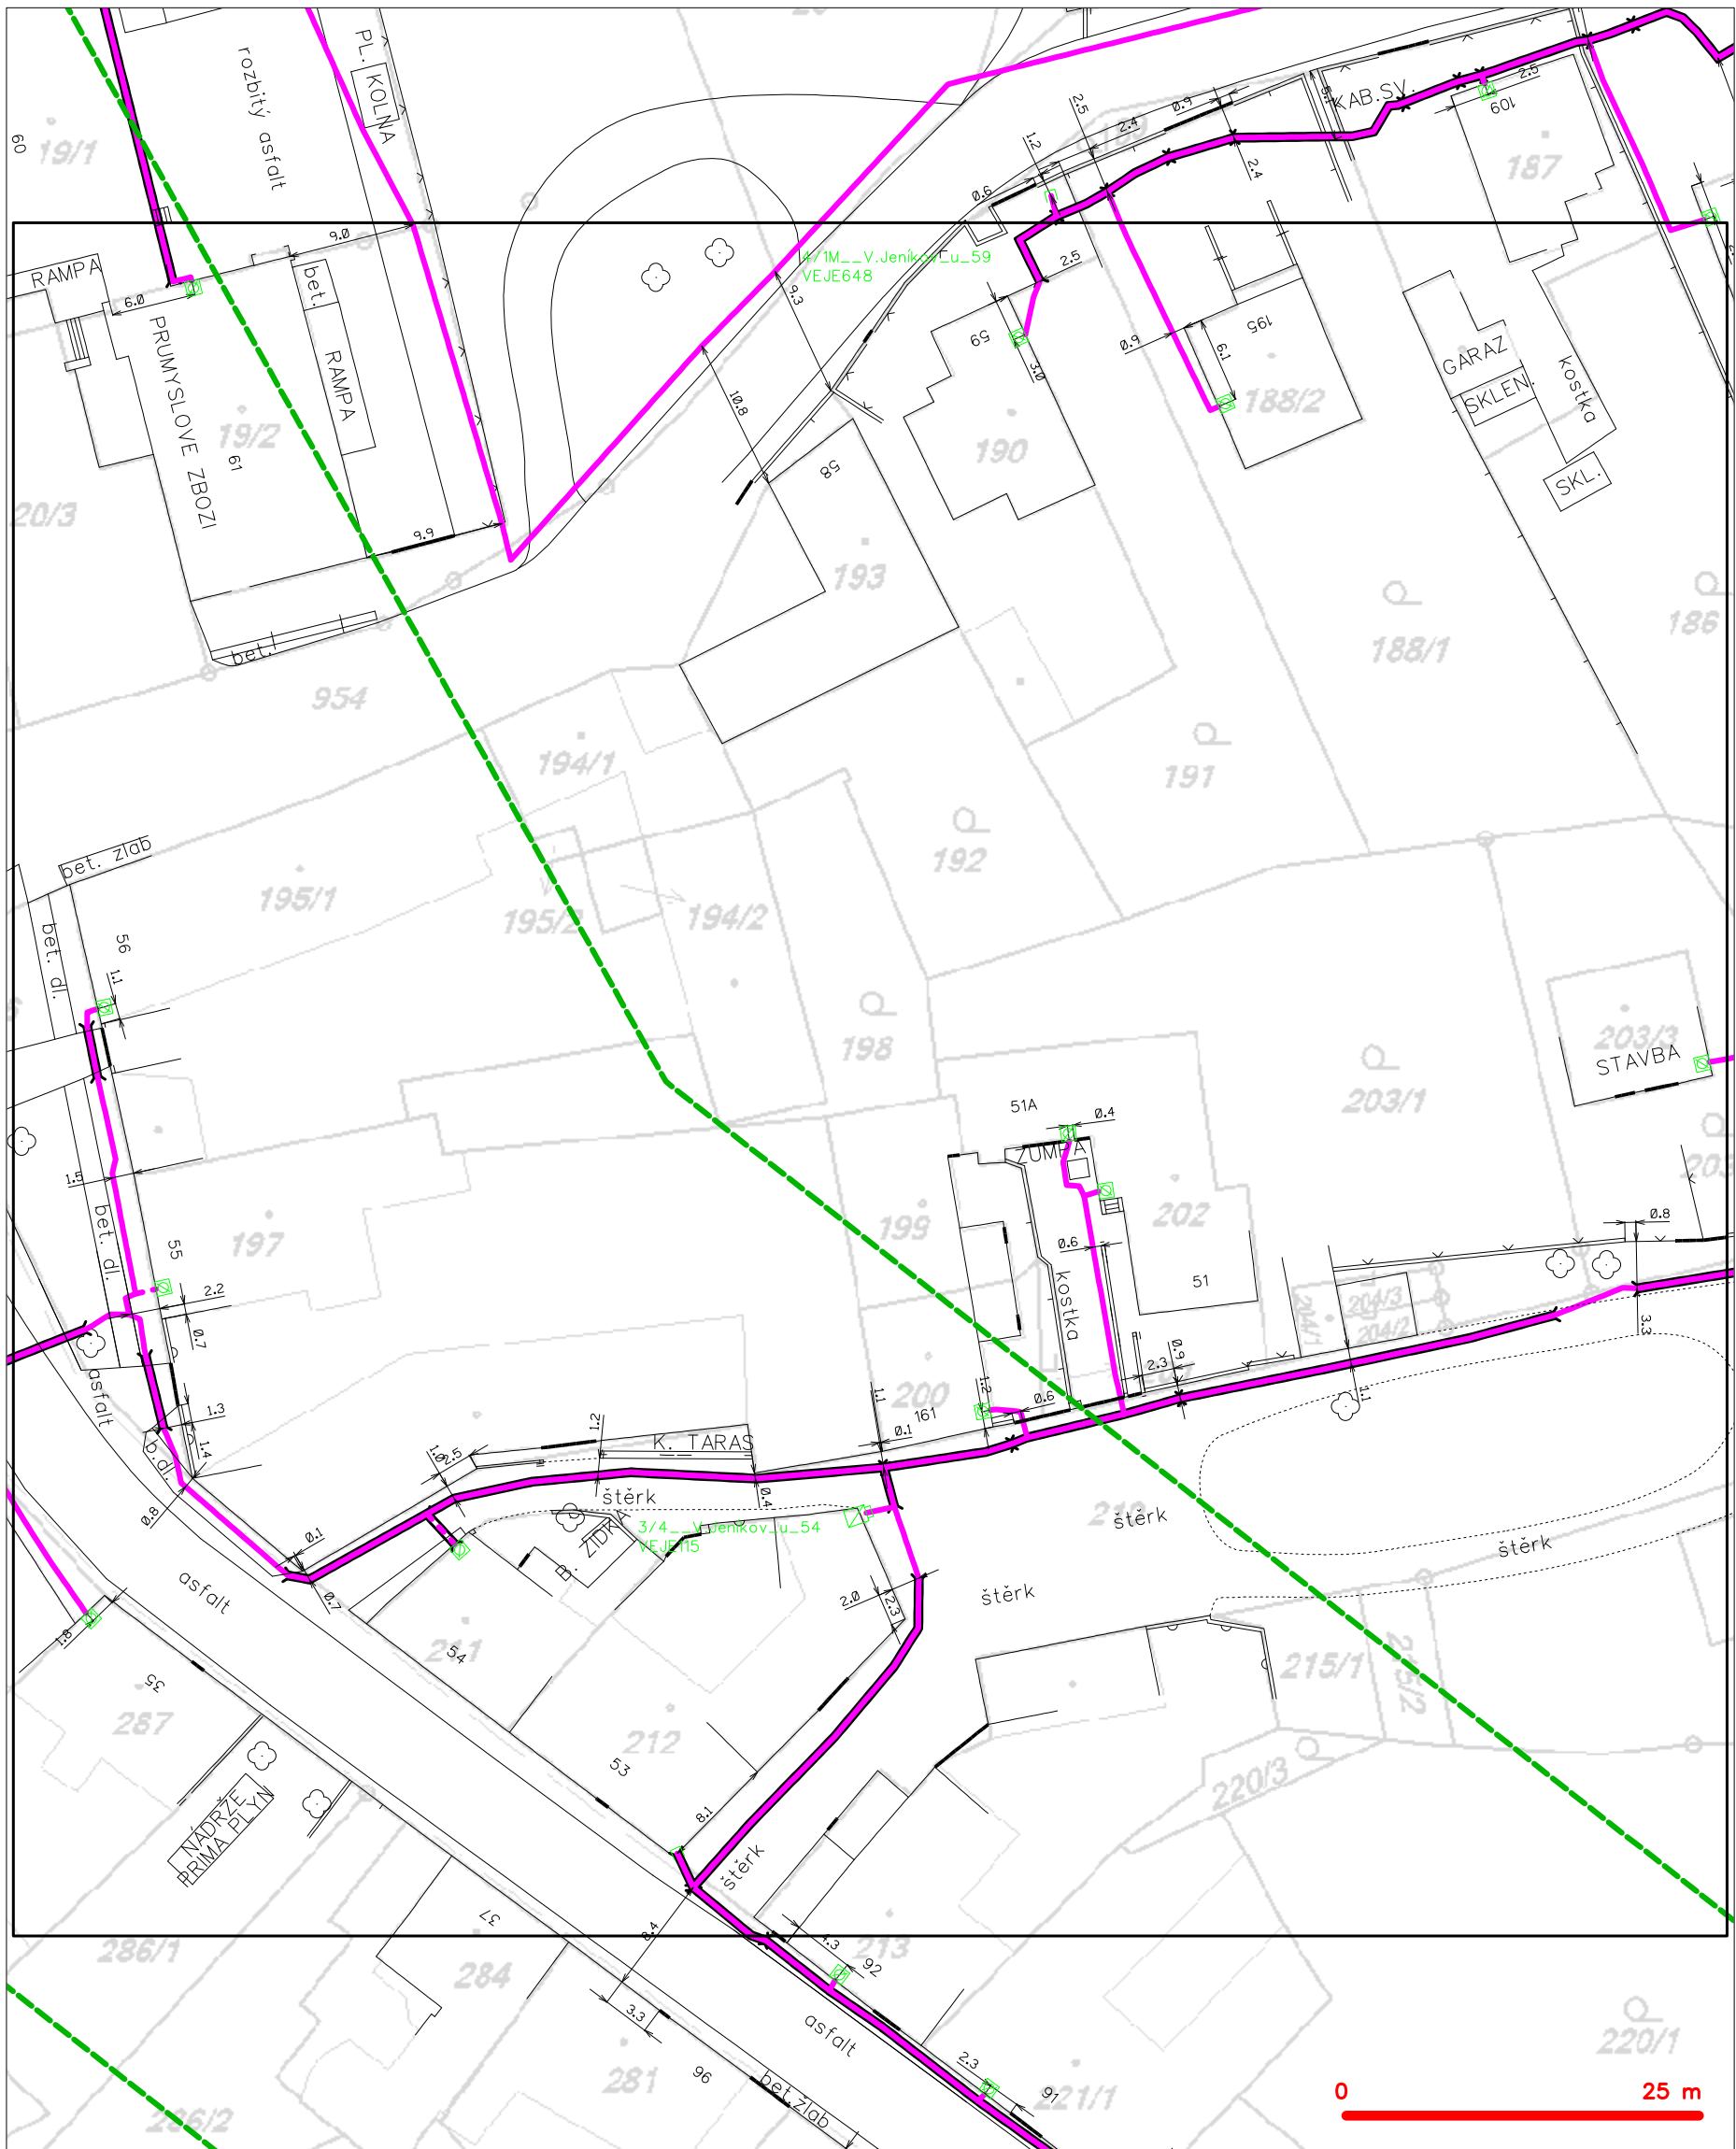 60
19/1
rozbitý asfalt
PL. KOLNA
2.5
1.2
2.4
0.9
KAB.SV.
2.5
109
187
2.4
0.6
9.0
RAMPA
6.0
bet.
RAMPA
PRUMYSLOVE ZBOZI
19/2
61
20/3
9.9
bet.
954
4/1M__V.Jeníkov_u_59
VEJE648
9.3
10.8
2.5
59
3.0
0.9
6.1
195
188/2
190
58
193
GARAZ
SKLEN.
kostka
SKL.
188/1
186
191
192
194/1
194/2
195/1
195/2
bet. zlab
bet. dl.
56
1.1
198
203/3
STAVBA
203/1
203
51A
0.4
ZUMPA
202
51
199
0.6
kostka
1.5
bet. dl.
197
55
2.2
0.7
0.8
3.3
204/3
204/2
204/1
200
161
1.2
0.6
2.3
0.9
1.1
1.1
0.1
asfalt
1.3
1.4
b.dl.
0.8
1.2
2.5
K. TARAS
štěrk
0.4
3/4__V.Jeníkov_u_54
VEJE115
B. ZÍDKA
štěrk
štěrk
štěrk
0.1
0.7
asfalt
2.0
2.3
211
54
212
53
8.1
štěrk
1.8
35
287
NÁDRŽE
PRIMA PLYN
215/1
215/2
220/3
37
286/1
284
8.4
3.3
213
4.3
92
asfalt
281
96
bet.zlab
2.3
91
221/1
220/1
286/2
0
25 m